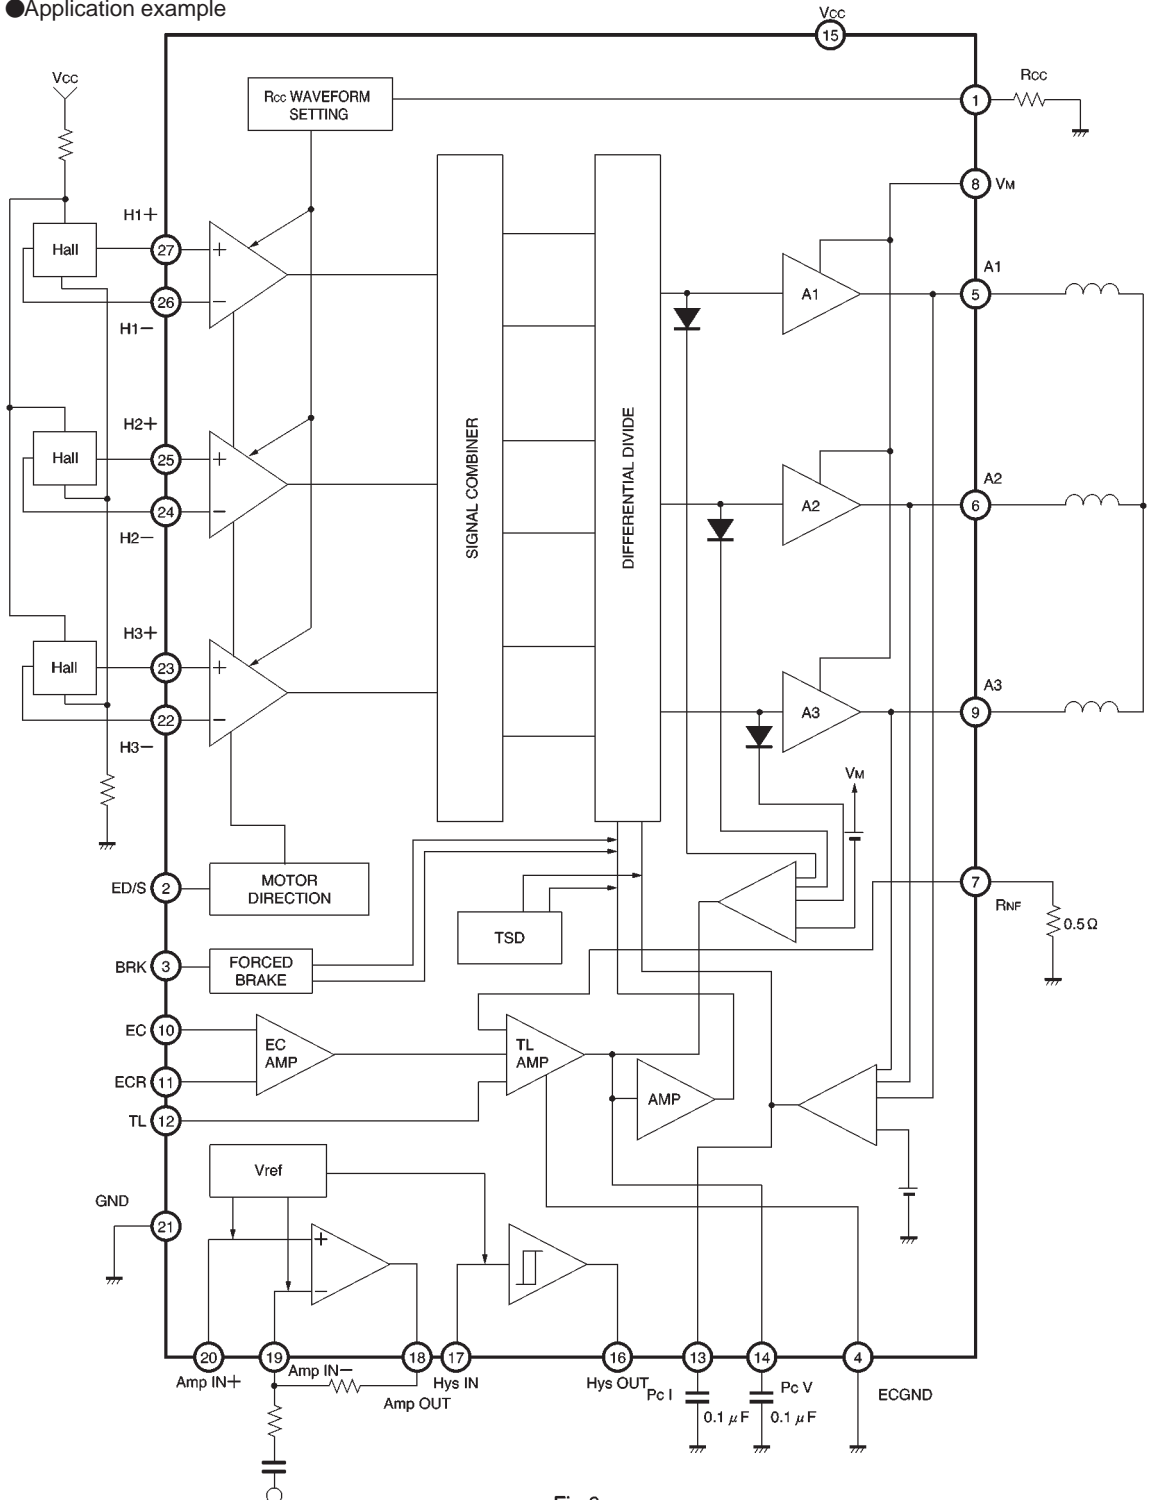 ●Application example
VCC
15
VCC
RCC WAVEFORM
SETTING
1
RCC
8
VM
H1+
Hall
27
+
26
−
H1−
A1
A1
5
H2+
Hall
25
+
24
−
H2−
SIGNAL COMBINER
DIFFERENTIAL DIVIDE
A2
A2
6
H3+
Hall
23
+
22
−
H3−
A3
A3
9
VM
ED/S
2
MOTOR
DIRECTION
7
RNF
0.5Ω
TSD
BRK
3
FORCED
BRAKE
EC
10
EC
AMP
TL
AMP
ECR
11
AMP
TL
12
Vref
GND
21
+
−
20
19
18
17
16
13
14
4
Amp IN+
Amp IN−
Amp OUT
Hys IN
Hys OUT
Pc I
0.1 μF
Pc V
0.1 μF
ECGND